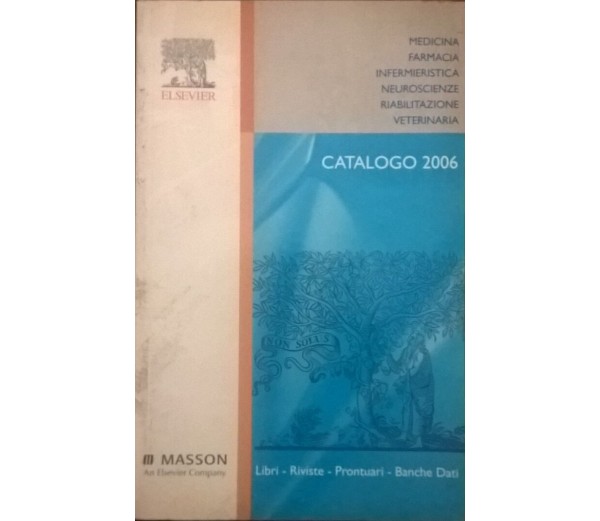 ELSEVIER
MEDICINA
FARMACIA
INFERMIERISTICA
NEUROSCIENZE
RIABILITAZIONE
VETERINARIA
CATALOGO 2006
NON SOLUS
MASSON
An Elsevier Company
Libri - Riviste - Prontuari - Banche Dati